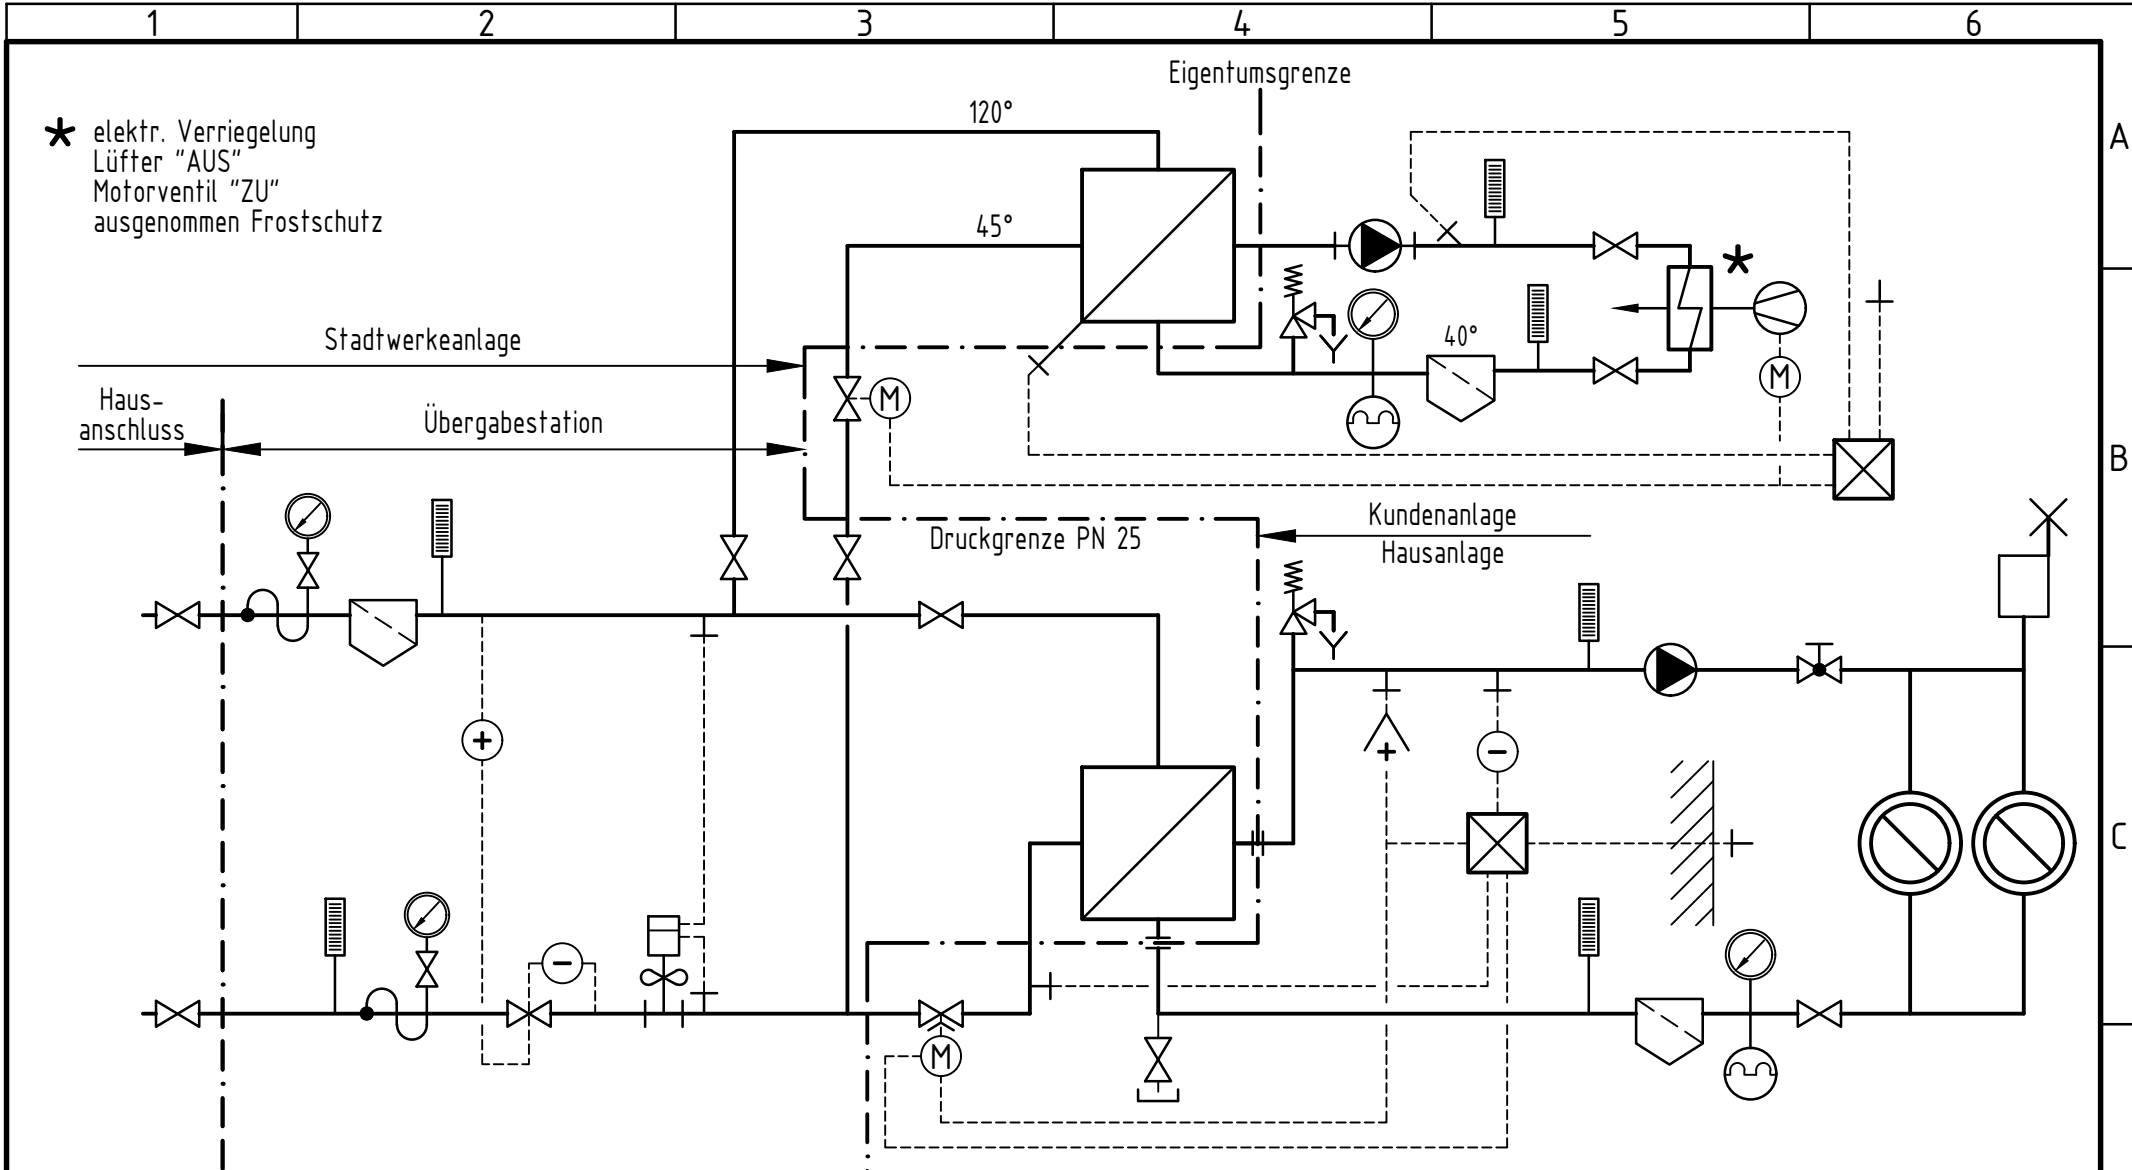 1 2 3 4 5 6
Eigentumsgrenze
120°
A
* elektr. Verriegelung
Lüfter "AUS"
Motorventil "ZU"
ausgenommen Frostschutz
45°
*
Stadtwerkeanlage
40°
M
M
Haus-
anschluss
Übergabestation
B
Kundenanlage
Druckgrenze PN 25
Hausanlage
+
+
-
C
-
M